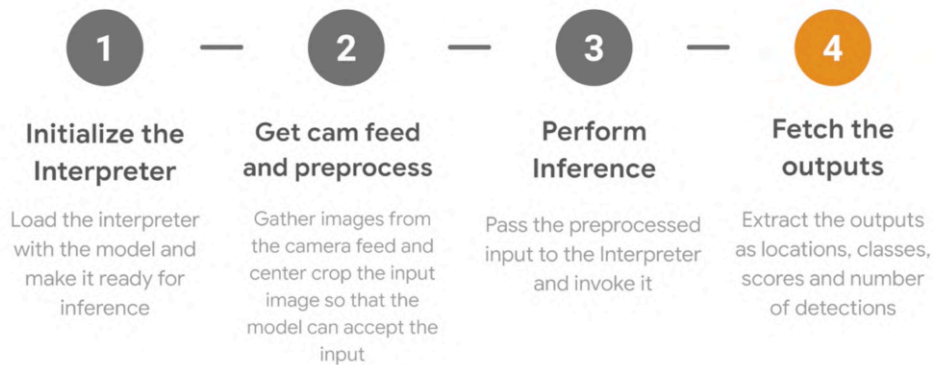 1
Initialize the
Interpreter
Load the interpreter
with the model and
make it ready for
inference
2
Get cam feed
and preprocess
Gather images from
the camera feed and
center crop the input
image so that the
model can accept the
input
3
Perform
Inference
Pass the preprocessed
input to the Interpreter
and invoke it
4
Fetch the
outputs
Extract the outputs
as locations, classes,
scores and number
of detections